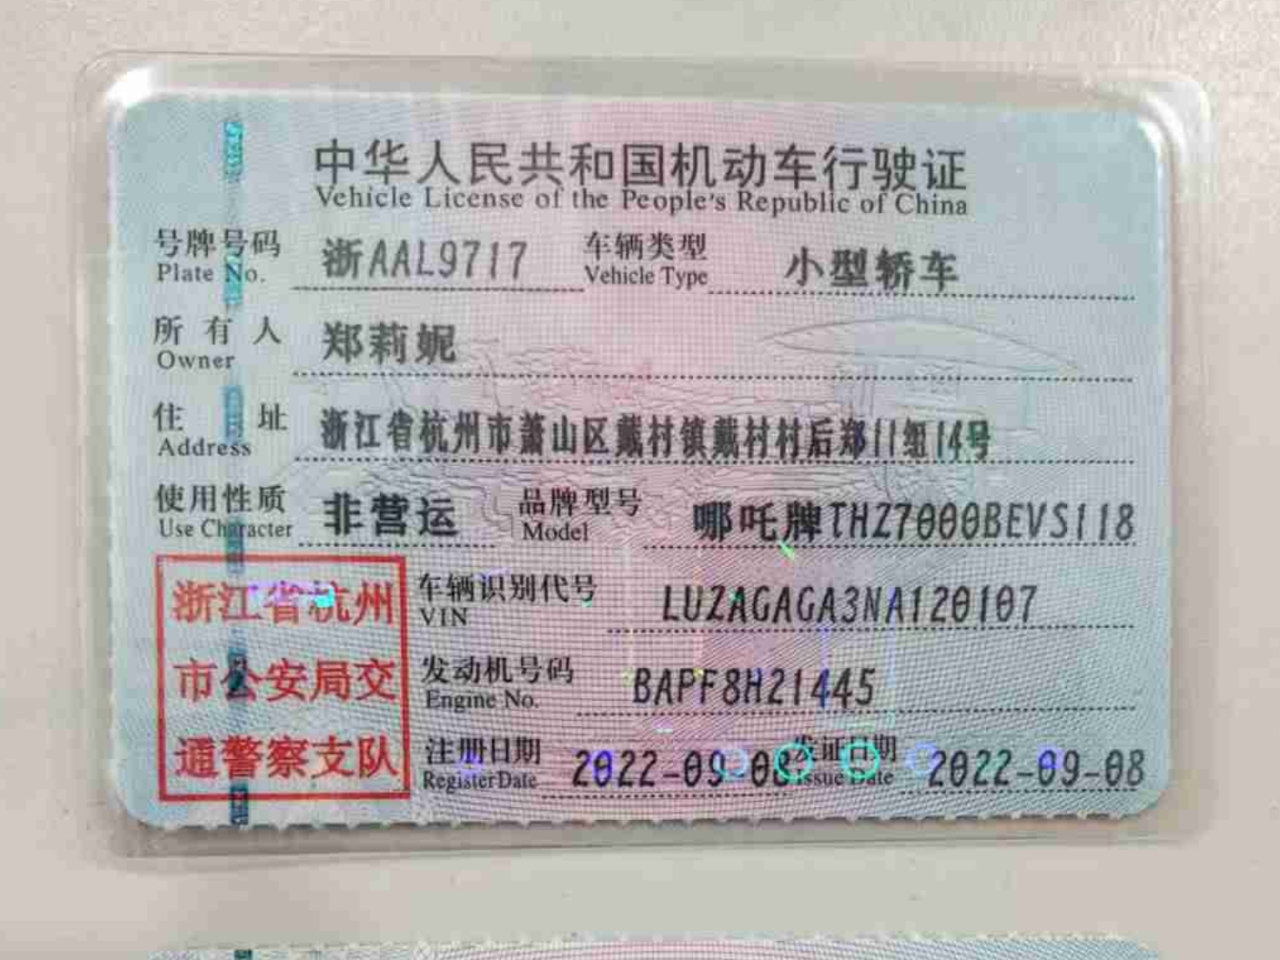 中华人民共和国机动车行驶证
Vehicle License of the People's Republic of China
号牌号码 浙AAL9717 车辆类型 小型轿车
Plate No. Vehicle Type
所有人 郑莉妮
Owner
住址 浙江省杭州市萧山区戴村镇戴村村后郑11组14号
Address
使用性质 非营运 品牌型号 哪吒牌THZ7000BEVS118
Use Character Model
浙江省杭州 车辆识别代号 LUZAGAGA3NA120107
VIN
市公安局交 发动机号码 BAPF8H21445
Engine No.
通警察支队 注册日期 2022-09-08 发证日期 2022-09-08
Register Date Issue Date